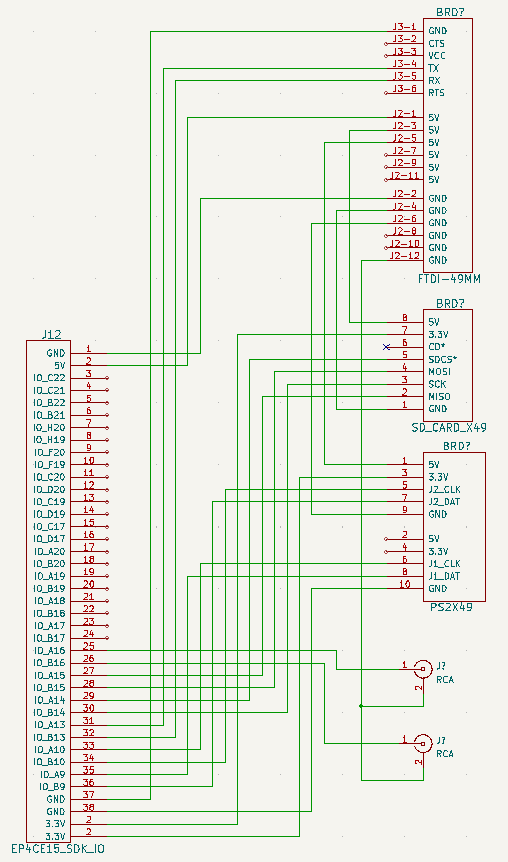 BRD?
J3-1 GND
J3-2 CTS
J3-3 VCC
J3-4 TX
J3-5 RX
J3-6 RTS
J2-1 5V
J2-3 5V
J2-5 5V
J2-7 5V
J2-9 5V
J2-11 5V
J2-2 GND
J2-4 GND
J2-6 GND
J2-8 GND
J2-10 GND
J2-12 GND
FTDI-49MM
BRD?
8 5V
7 3.3V
6 CD*
5 SDCS*
4 MOSI
3 SCK
2 MISO
1 GND
SD_CARD_X49
BRD?
1 5V
3 3.3V
5 J2_CLK
7 J2_DAT
9 GND
2 5V
4 3.3V
6 J1_CLK
8 J1_DAT
10 GND
PS2X49
1 J?
RCA
2
1 J?
RCA
2
J12
GND 1
5V 2
IO_C22 3
IO_C21 4
IO_B22 5
IO_B21 6
IO_H20 7
IO_H19 8
IO_F20 9
IO_F19 10
IO_C20 11
IO_D20 12
IO_C19 13
IO_D19 14
IO_C17 15
IO_D17 16
IO_A20 17
IO_B20 18
IO_A19 19
IO_B19 20
IO_A18 21
IO_B18 22
IO_A17 23
IO_B17 24
IO_A16 25
IO_B16 26
IO_A15 27
IO_B15 28
IO_A14 29
IO_B14 30
IO_A13 31
IO_B13 32
IO_A10 33
IO_B10 34
IO_A9 35
IO_B9 36
GND 37
GND 38
3.3V 2
3.3V 2
EP4CE15_SDK_IO